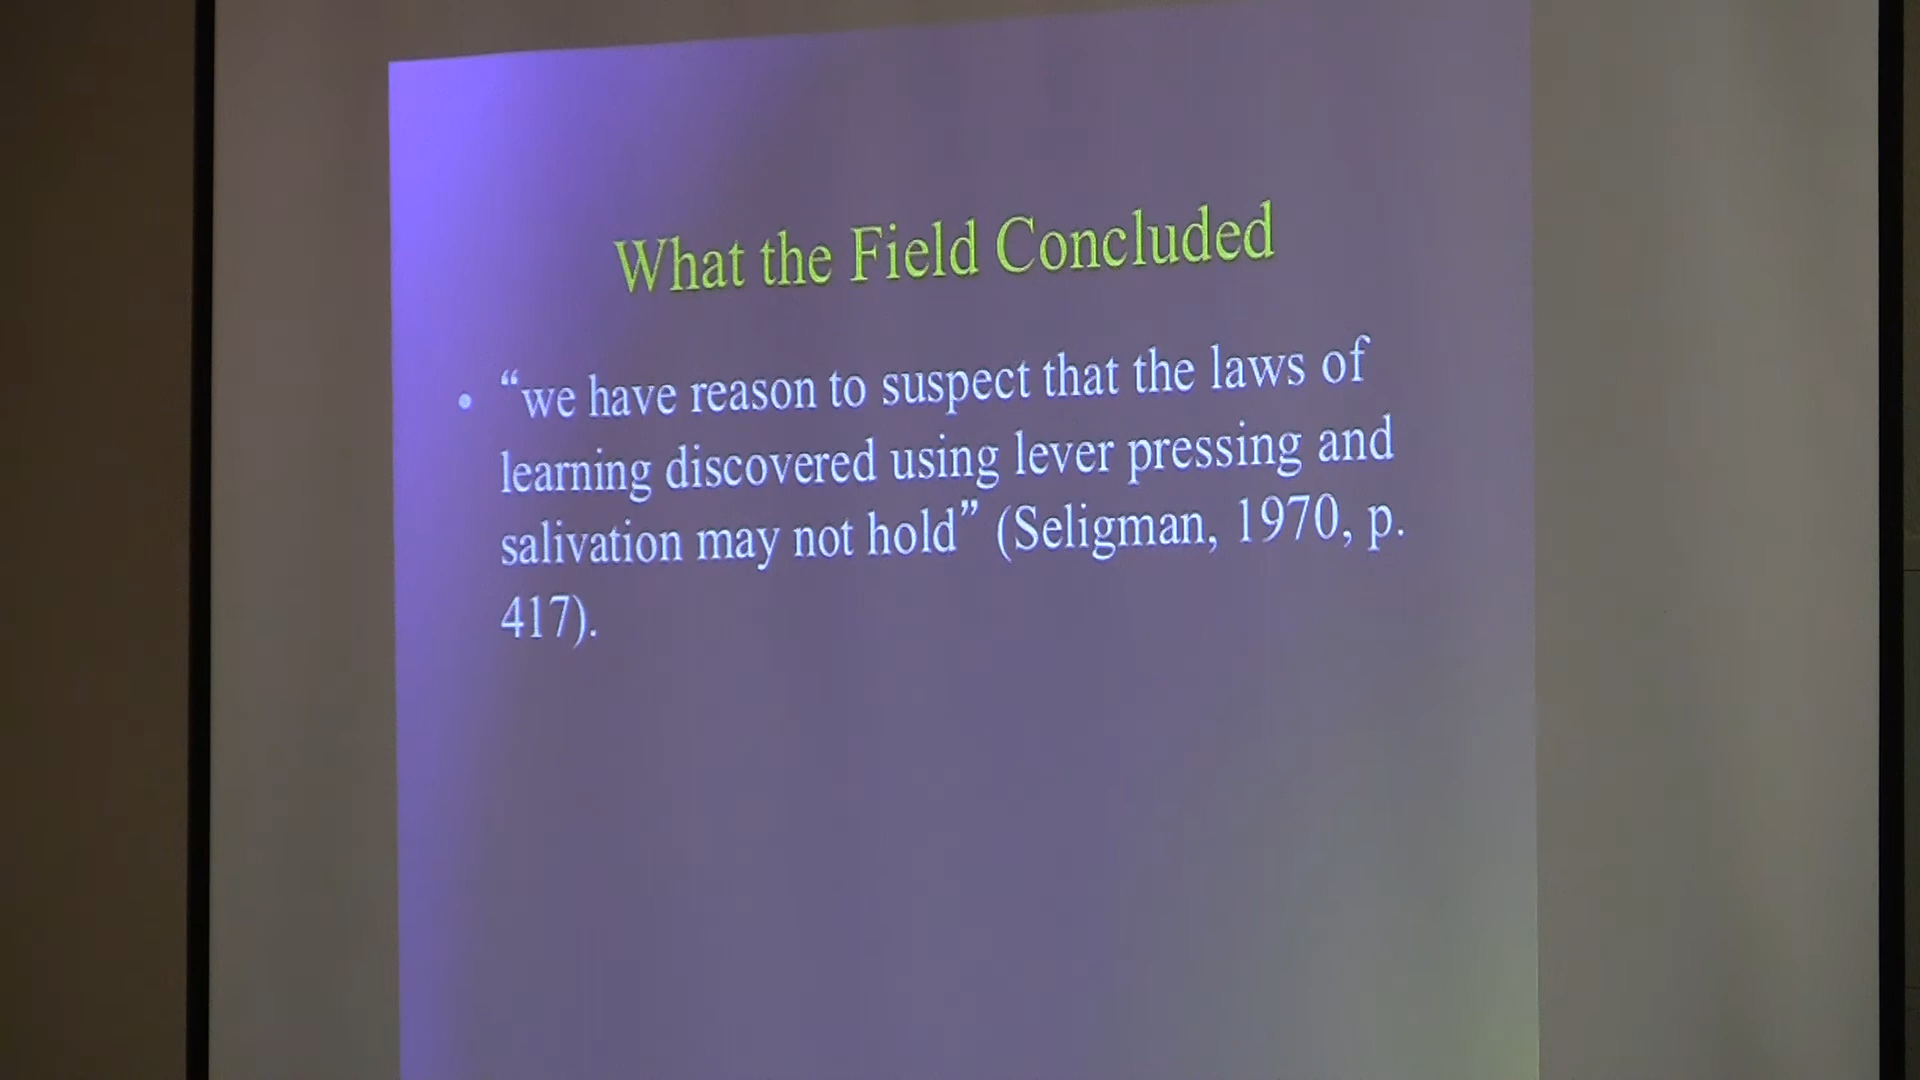 What the Field Concluded
• “we have reason to suspect that the laws of
learning discovered using lever pressing and
salivation may not hold” (Seligman, 1970, p.
417).